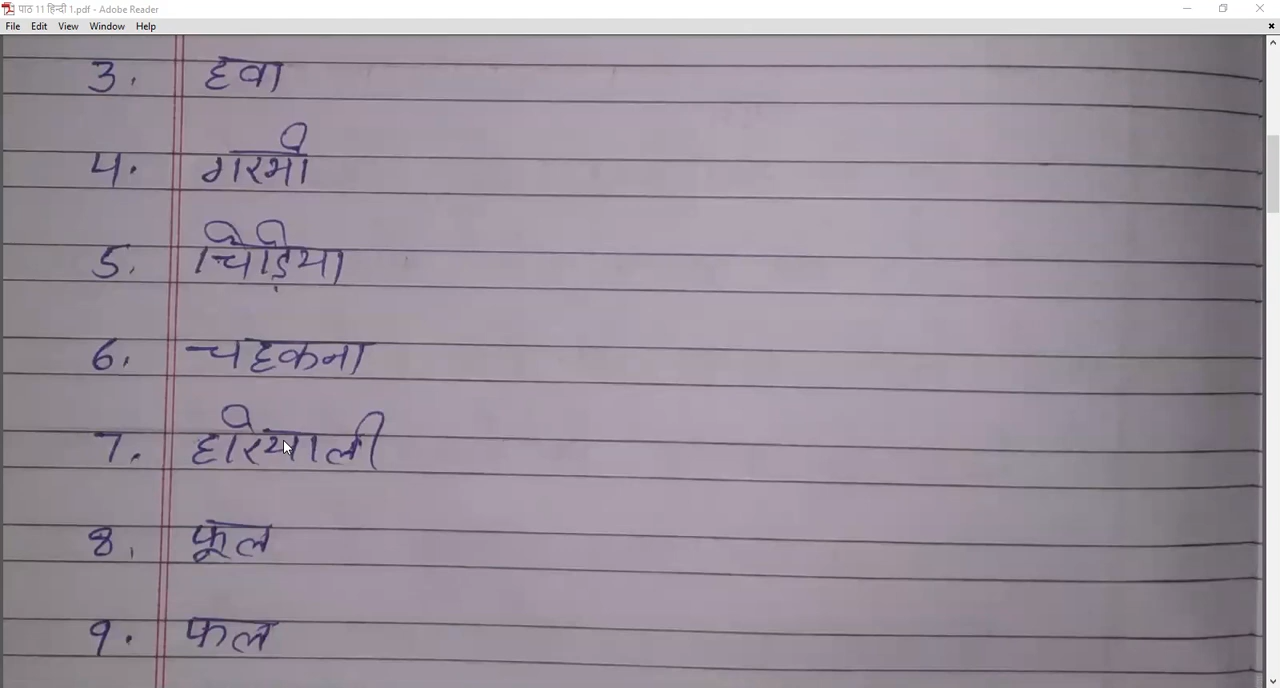 पाठ 11 हिन्दी 1.pdf - Adobe Reader
File Edit View Window Help
3. हवा
4. गरमी
5. चिड़िया
6. चहकना
7. हरियाली
8. फूल
9. फल